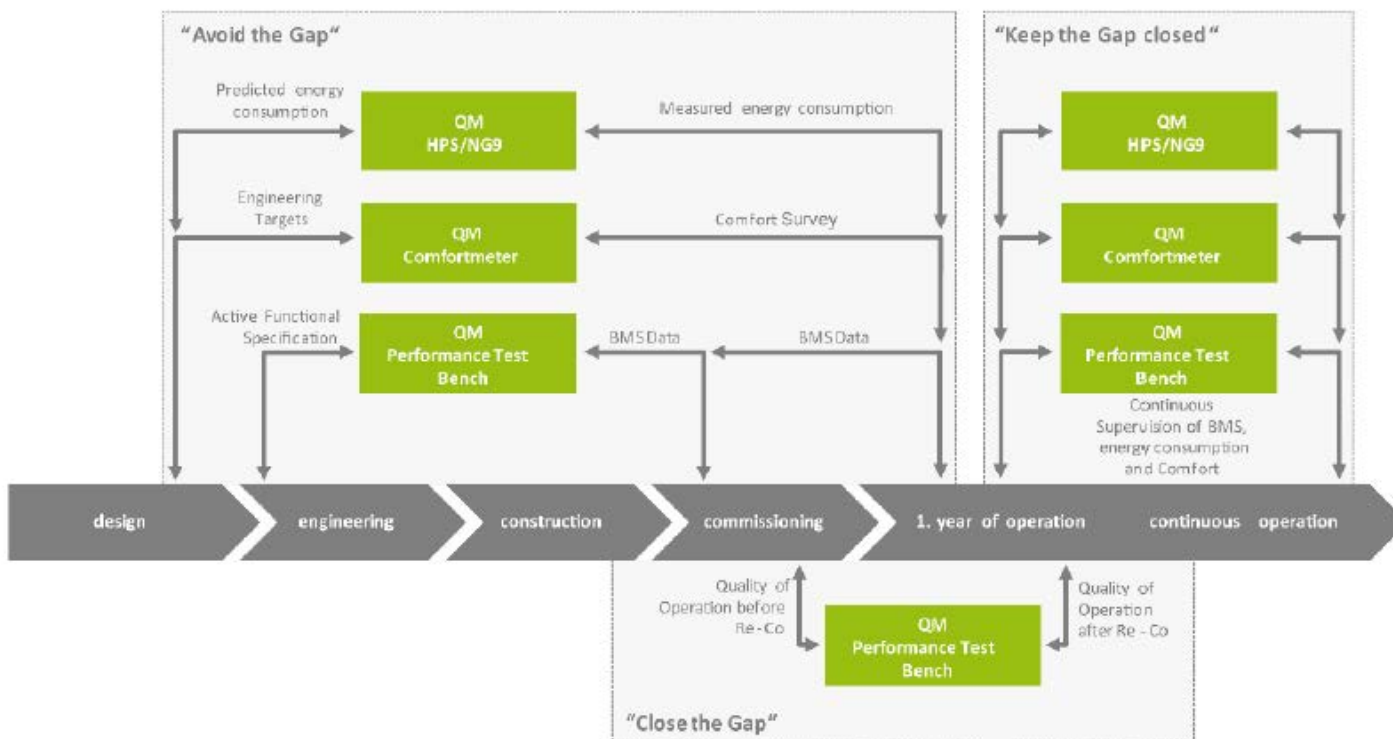 “Avoid the Gap“
“Keep the Gap closed“
Predicted energy
consumption
QM
HPS/NG9
Measured energy consumption
QM
HPS/NG9
Engineering
Targets
QM
Comfortmeter
Comfort Survey
QM
Comfortmeter
Active Functional
Specification
QM
Performance Test
Bench
BMS Data
BMS Data
QM
Performance Test
Bench
Continuous
Supervision of BMS,
energy consumption
and Comfort
design
engineering
construction
commissioning
1. year of operation
continuous operation
Quality of
Operation before
Re - Co
QM
Performance Test
Bench
Quality of
Operation
after Re - Co
“Close the Gap“